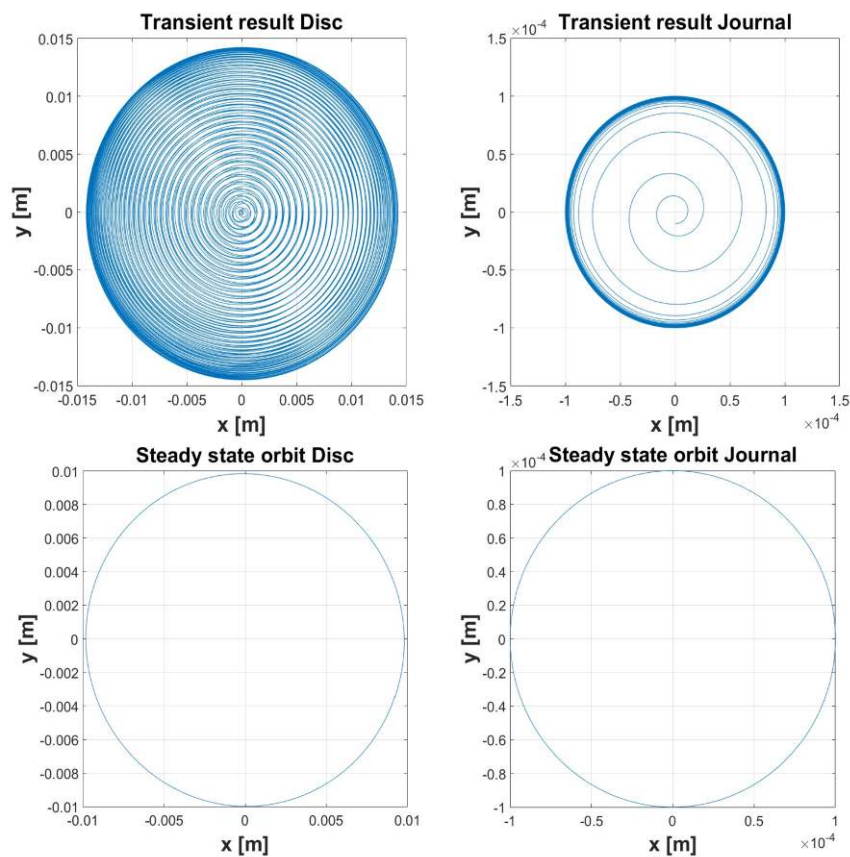 Transient result Disc
0.015
0.01
0.005
0
-0.005
-0.01
-0.015
y [m]
-0.015 -0.01 -0.005 0 0.005 0.01 0.015
x [m]
Transient result Journal
×10⁻⁴
1.5
1
0.5
0
-0.5
-1
-1.5
y [m]
-1.5 -1 -0.5 0 0.5 1 1.5
x [m]
×10⁻⁴
Steady state orbit Disc
0.01
0.008
0.006
0.004
0.002
0
-0.002
-0.004
-0.006
-0.008
-0.01
y [m]
-0.01 -0.005 0 0.005 0.01
x [m]
×10⁻⁴
Steady state orbit Journal
1
0.8
0.6
0.4
0.2
0
-0.2
-0.4
-0.6
-0.8
-1
y [m]
-1 -0.5 0 0.5 1
x [m]
×10⁻⁴